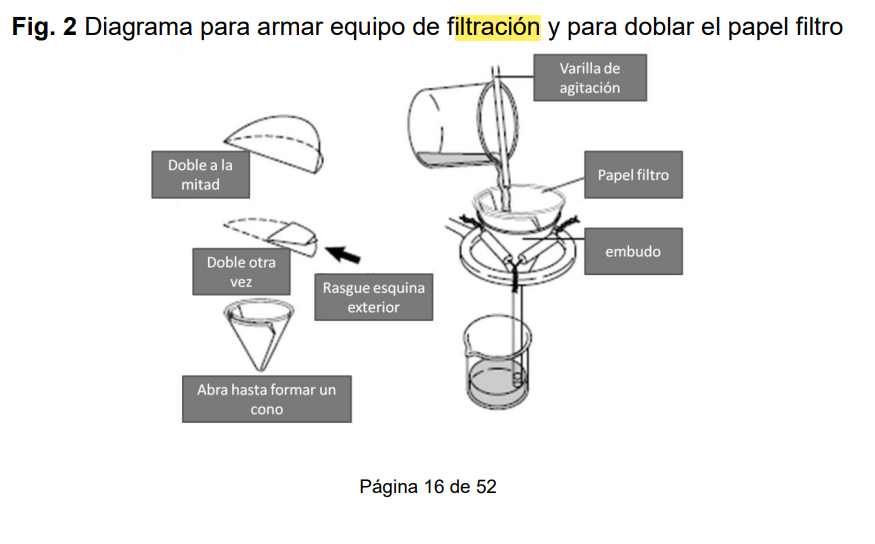 Fig. 2 Diagrama para armar equipo de filtración y para doblar el papel filtro
Varilla de
agitación
Doble a la
mitad
Papel filtro
Doble otra
vez
embudo
Rasgue esquina
exterior
Abra hasta formar un
cono
Página 16 de 52